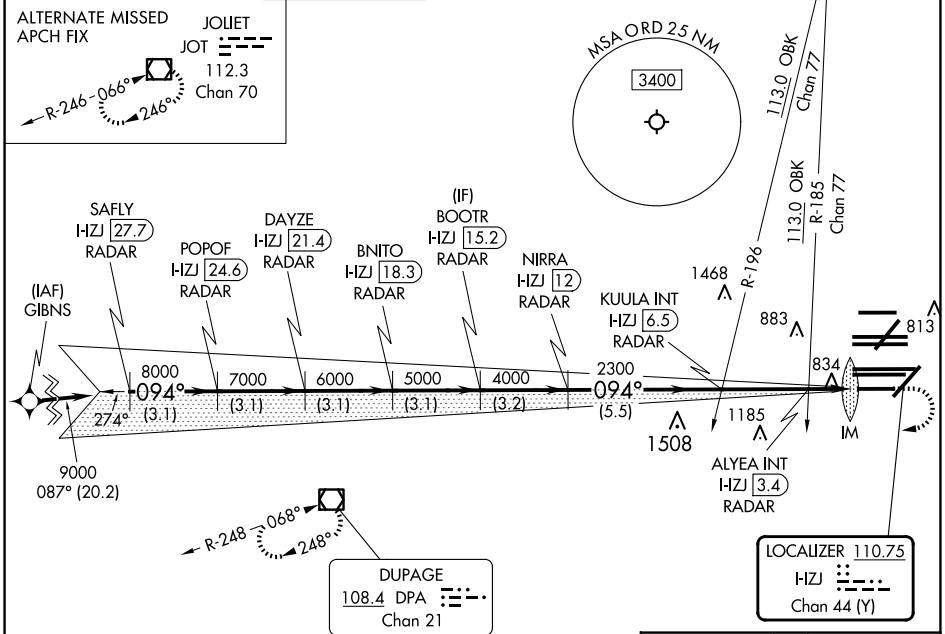 ALTERNATE MISSED
APCH FIX
JOLIET
JOT
112.3
Chan 70
R-246
066°
246°
MSA ORD 25 NM
3400
113.0 OBK
Chan 77
R-196
113.0 OBK
R-185
Chan 77
(IAF)
GIBNS
SAFLY
I-IZJ 27.7
RADAR
POPOF
I-IZJ 24.6
RADAR
DAYZE
I-IZJ 21.4
RADAR
BNITO
I-IZJ 18.3
RADAR
(IF)
BOOTR
I-IZJ 15.2
RADAR
NIRRA
I-IZJ 12
RADAR
KUULA INT
I-IZJ 6.5
RADAR
1468
883
813
834
8000
094°
(3.1)
7000
(3.1)
6000
(3.1)
5000
(3.1)
4000
(3.2)
2300
094°
(5.5)
274°
9000
087° (20.2)
1508
1185
IM
ALYEA INT
I-IZJ 3.4
RADAR
R-248
068°
248°
DUPAGE
108.4 DPA
Chan 21
LOCALIZER 110.75
I-IZJ
Chan 44 (Y)